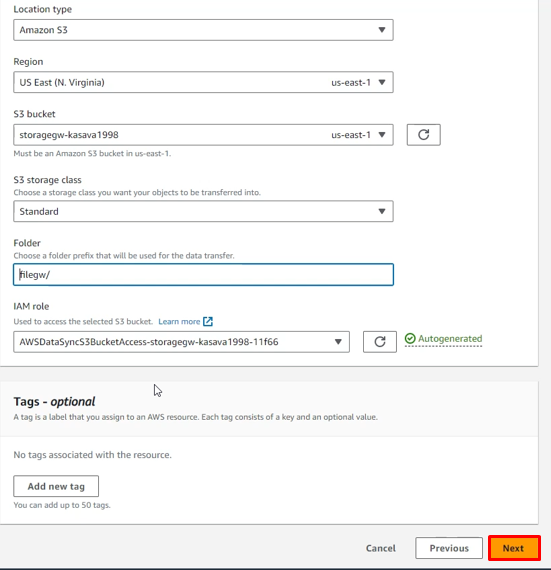 Location type
Amazon S3
Region
US East (N. Virginia) us-east-1
S3 bucket
storagegw-kasava1998 us-east-1
Must be an Amazon S3 bucket in us-east-1.
S3 storage class
Choose a storage class you want your objects to be transferred into.
Standard
Folder
Choose a folder prefix that will be used for the data transfer.
filegw/
IAM role
Used to access the selected S3 bucket. Learn more
AWSDataSyncS3BucketAccess-storagegw-kasava1998-11f66 Autogenerated
Tags - optional
A tag is a label that you assign to an AWS resource. Each tag consists of a key and an optional value.
No tags associated with the resource.
Add new tag
You can add up to 50 tags.
Cancel Previous Next